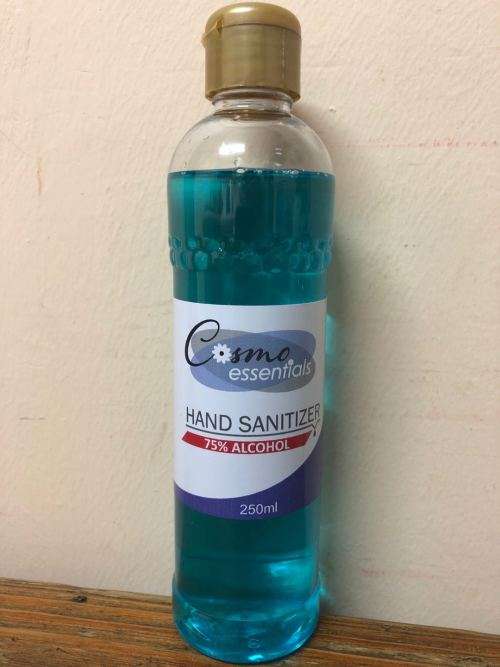 Cosmo
essentials
HAND SANITIZER
75% ALCOHOL
250ml